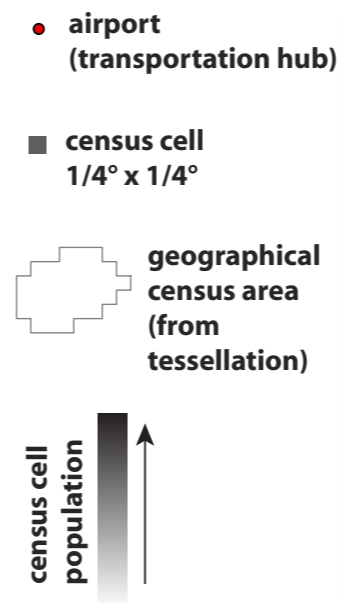 airport
(transportation hub)
census cell
1/4° x 1/4°
geographical
census area
(from
tessellation)
census cell
population